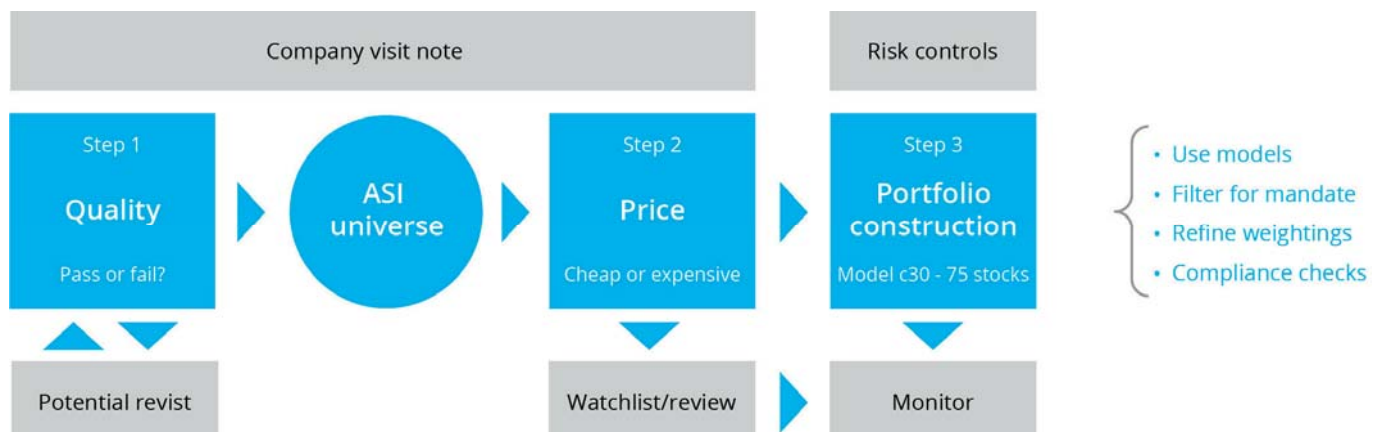 Company visit note
Risk controls
Step 1
Quality
Pass or fail?
ASI
universe
Step 2
Price
Cheap or expensive
Step 3
Portfolio
construction
Model c30 - 75 stocks
• Use models
• Filter for mandate
• Refine weightings
• Compliance checks
Potential revist
Watchlist/review
Monitor